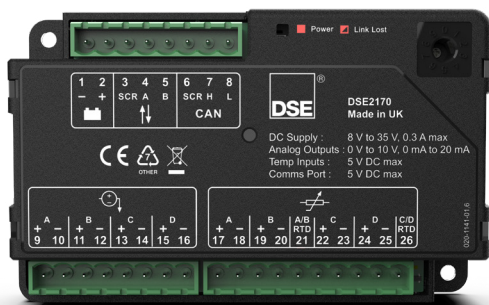 Power Link Lost
1 2 3 4 5 6 7 8
− + SCR A B SCR H L
CAN
DSE ®
DSE2170
Made in UK
DC Supply : 8 V to 35 V, 0.3 A max
Analog Outputs : 0 V to 10 V, 0 mA to 20 mA
Temp Inputs : 5 V DC max
Comms Port : 5 V DC max
CE 7
OTHER
020-1141-01.6
A B C D
+ − + − + − + −
9 10 11 12 13 14 15 16
A B A/B C D C/D
+ − + − RTD + − + − RTD
17 18 19 20 21 22 23 24 25 26